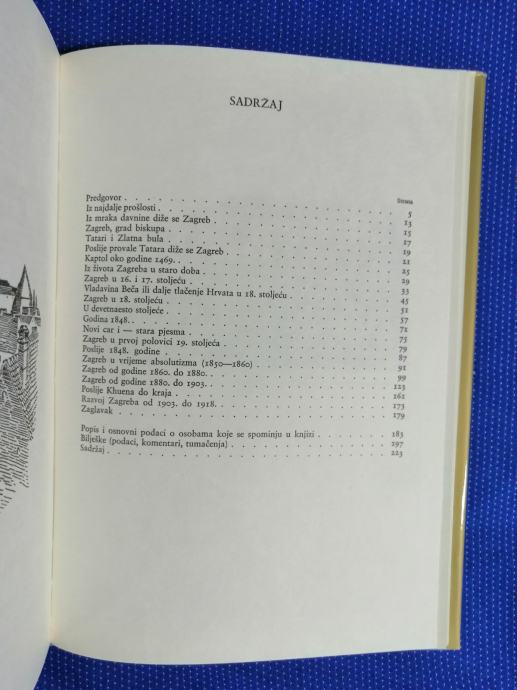 SADRŽAJ
Strana
Predgovor . . . 5
Iz najdalje prošlosti . . . 13
Iz mraka davnine diže se Zagreb . . . 15
Zagreb, grad biskupa . . . 17
Tatari i Zlatna bula . . . 19
Poslije provale Tatara diže se Zagreb . . . 21
Kaptol oko godine 1469. . . . 25
Iz života Zagreba u staro doba . . . 29
Zagreb u 16. i 17. stoljeću . . . 33
Vladavina Beča ili dalje tlačenje Hrvata u 18. stoljeću . . . 45
Zagreb u 18. stoljeću . . . 51
U devetnaesto stoljeće . . . 57
Godina 1848. . . . 71
Novi car i — stara pjesma . . . 75
Zagreb u prvoj polovici 19. stoljeća . . . 79
Poslije 1848. godine . . . 87
Zagreb u vrijeme apsolutizma (1850—1860) . . . 91
Zagreb od godine 1860. do 1880. . . . 99
Zagreb od godine 1880. do 1903. . . . 123
Poslije Khuena do kraja . . . 161
Razvoj Zagreba od 1903. do 1918. . . . 173
Zaglavak . . . 179
Popis i osnovni podaci o osobama koje se spominju u knjizi . . . 183
Bilješke (podaci, komentari, tumačenja) . . . 197
Sadržaj . . . 223